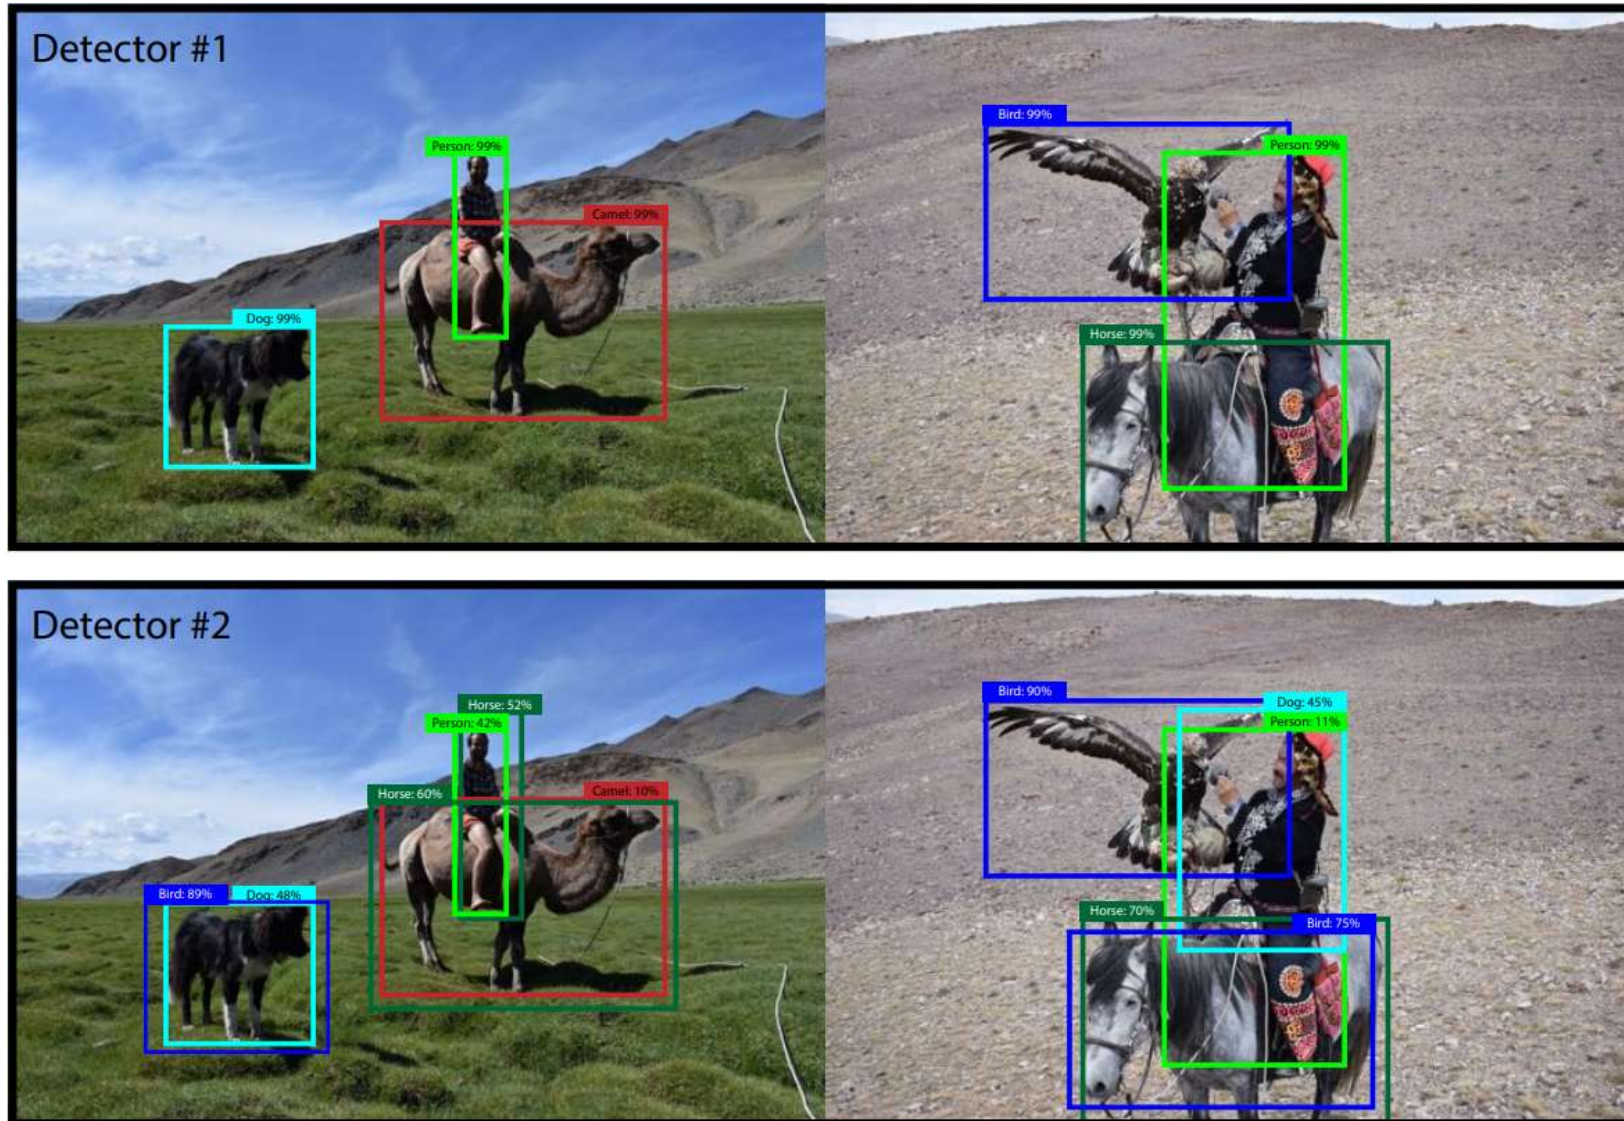 Detector #1
Bird: 99%
Person: 99%
Person: 99%
Camel: 99%
Dog: 99%
Horse: 99%
Detector #2
Bird: 90%
Dog: 45%
Horse: 52%
Person: 42%
Person: 11%
Horse: 60%
Camel: 10%
Bird: 89%
Dog: 48%
Horse: 70%
Bird: 75%